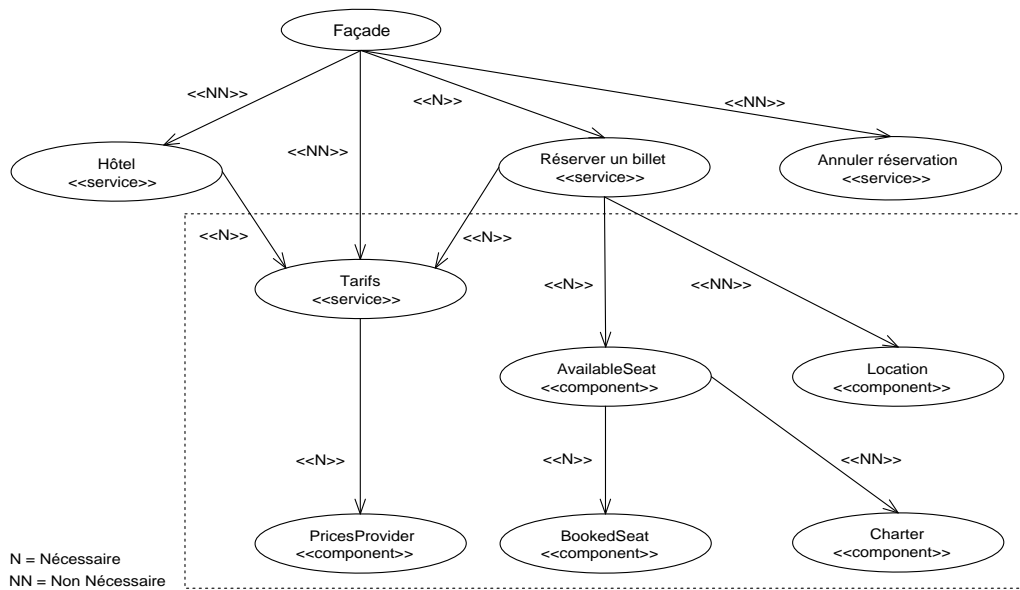 Façade
<<NN>>
<<NN>>
<<N>>
<<NN>>
Hôtel
<<service>>
Réserver un billet
<<service>>
Annuler réservation
<<service>>
<<N>>
<<N>>
Tarifs
<<service>>
<<N>>
<<NN>>
AvailableSeat
<<component>>
Location
<<component>>
<<N>>
<<N>>
<<NN>>
PricesProvider
<<component>>
BookedSeat
<<component>>
Charter
<<component>>
N = Nécessaire
NN = Non Nécessaire